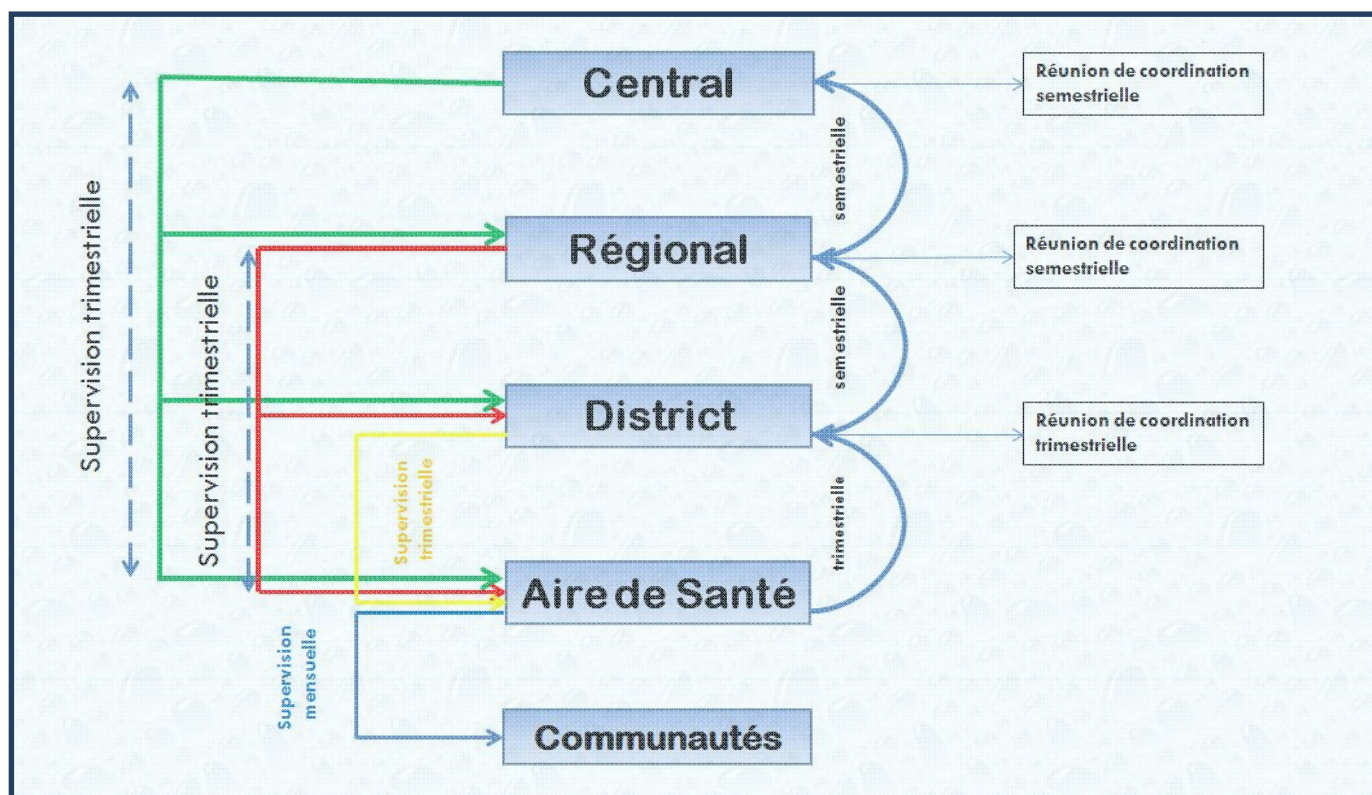 Central
Réunion de coordination
semestrielle
semestrielle
Supervision trimestrielle
Régional
Réunion de coordination
semestrielle
Supervision trimestrielle
semestrielle
District
Réunion de coordination
trimestrielle
Supervision
trimestrielle
trimestrielle
Aire de Santé
Supervision
mensuelle
Communautés